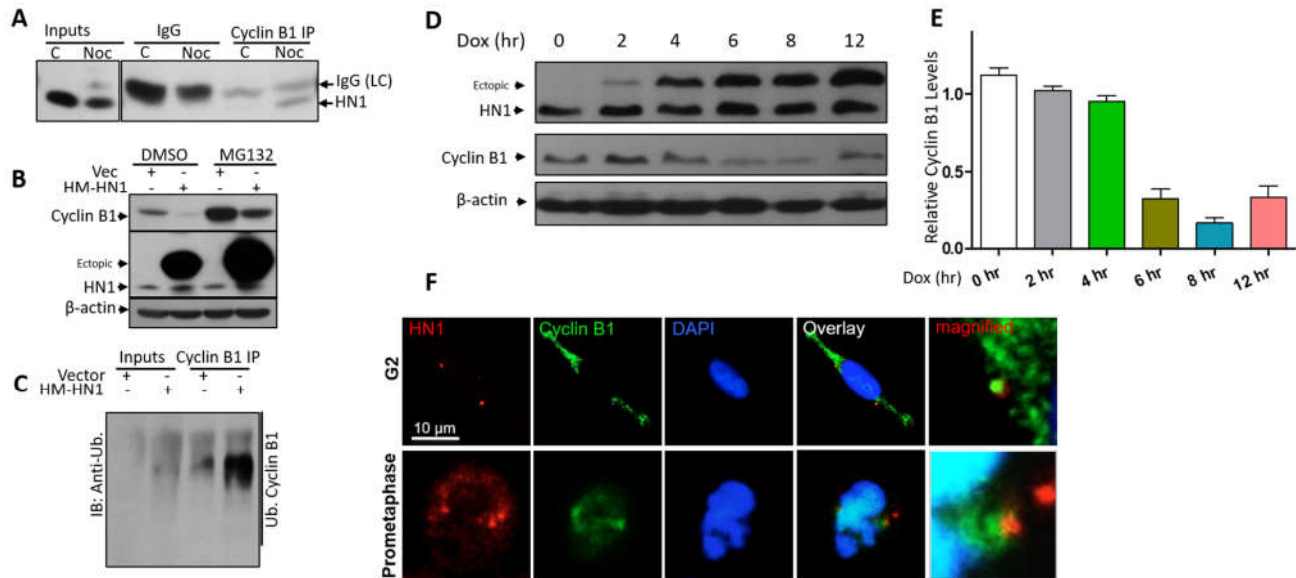 A
Inputs IgG Cyclin B1 IP
C Noc C Noc C Noc
IgG (LC)
HN1
B
DMSO MG132
Vec + - + -
HM-HN1 - + - +
Cyclin B1
Ectopic
HN1
β-actin
C
Inputs Cyclin B1 IP
Vector + - + -
HM-HN1 - + - +
IB: Anti-Ub.
Ub. Cyclin B1
D
Dox (hr) 0 2 4 6 8 12
Ectopic
HN1
Cyclin B1
β-actin
E
Relative Cyclin B1 Levels
1.0
0.5
0.0
Dox (hr) 0 hr 2 hr 4 hr 6 hr 8 hr 12 hr
F
HN1 Cyclin B1 DAPI Overlay magnified
G2
10 µm
Prometaphase